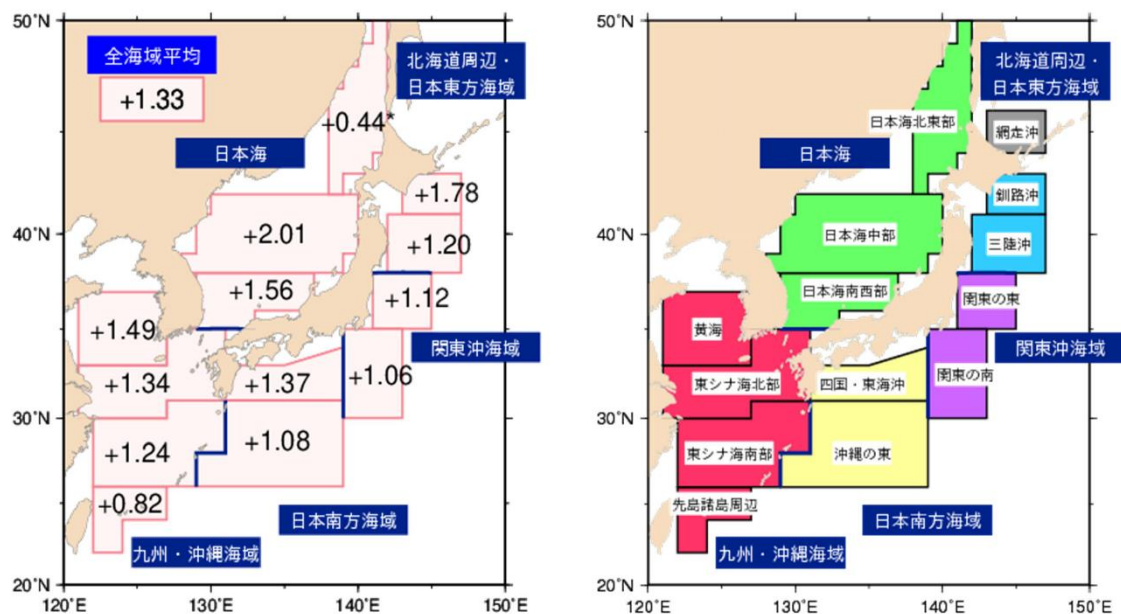 全海域平均
+1.33
北海道周辺・
日本東方海域
+0.44*
日本海
+1.78
+2.01
+1.20
+1.56
+1.12
+1.49
関東沖海域
+1.34
+1.37
+1.06
+1.24
+1.08
+0.82
日本南方海域
九州・沖縄海域
50°N
40°N
30°N
20°N
120°E
130°E
140°E
150°E
北海道周辺・
日本東方海域
日本海北東部
網走沖
日本海
釧路沖
日本海中部
三陸沖
日本海南西部
関東の東
黄海
関東沖海域
東シナ海北部
四国・東海沖
関東の南
東シナ海南部
沖縄の東
先島諸島周辺
日本南方海域
九州・沖縄海域
50°N
40°N
30°N
20°N
120°E
130°E
140°E
150°E